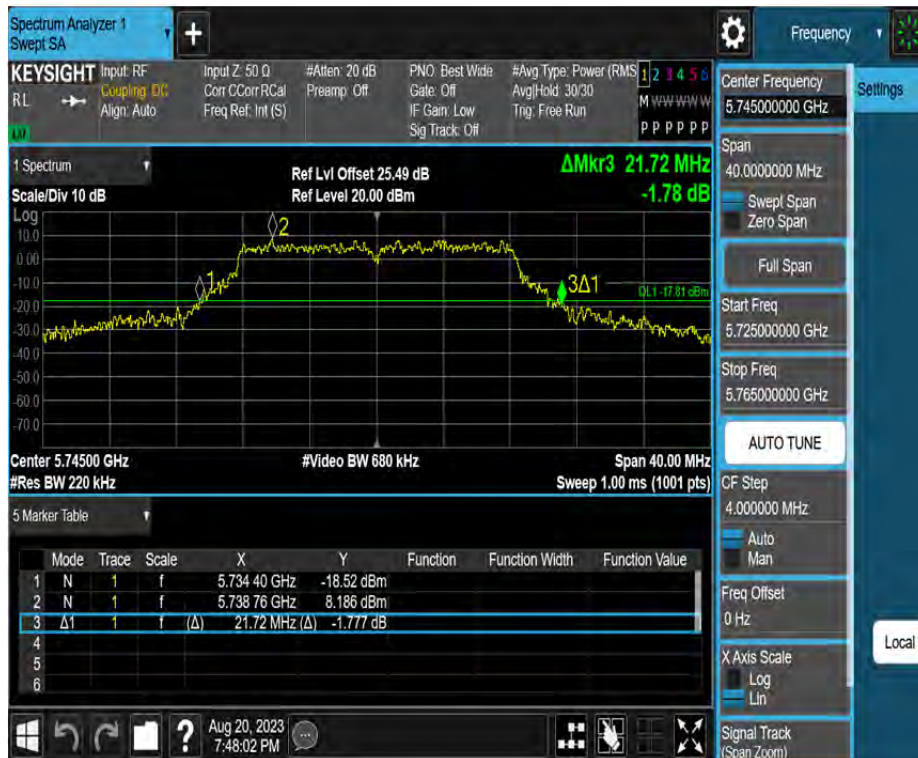 Spectrum Analyzer 1
Swept SA
+
Frequency
KEYSIGHT
RL
Input: RF
Coupling: DC
Align: Auto
Input Z: 50 Ω
Corr CCorr RCal
Freq Ref: Int (S)
#Atten: 20 dB
Preamp: Off
PNO: Best Wide
Gate: Off
IF Gain: Low
Sig Track: Off
#Avg Type: Power (RMS
Avg|Hold: 30/30
Trig: Free Run
1 2 3 4 5 6
M W W W W W
P P P P P P
1 Spectrum
Scale/Div 10 dB
Ref Lvl Offset 25.49 dB
Ref Level 20.00 dBm
ΔMkr3 21.72 MHz
-1.78 dB
Log
10.0
0.00
-10.0
-20.0
-30.0
-40.0
-50.0
-60.0
-70.0
1
2
3Δ1
DL1 -17.81 dBm
Center 5.74500 GHz
#Res BW 220 kHz
#Video BW 680 kHz
Span 40.00 MHz
Sweep 1.00 ms (1001 pts)
5 Marker Table
Mode Trace Scale X Y Function Function Width Function Value
1 N 1 f 5.734 40 GHz -18.52 dBm
2 N 1 f 5.738 76 GHz 8.186 dBm
3 Δ1 1 f (Δ) 21.72 MHz (Δ) -1.777 dB
4
5
6
?
Aug 20, 2023
7:48:02 PM
Center Frequency
5.745000000 GHz
Span
40.0000000 MHz
Swept Span
Zero Span
Full Span
Start Freq
5.725000000 GHz
Stop Freq
5.765000000 GHz
AUTO TUNE
CF Step
4.000000 MHz
Auto
Man
Freq Offset
0 Hz
X Axis Scale
Log
Lin
Signal Track
(Span Zoom)
Settings
Local